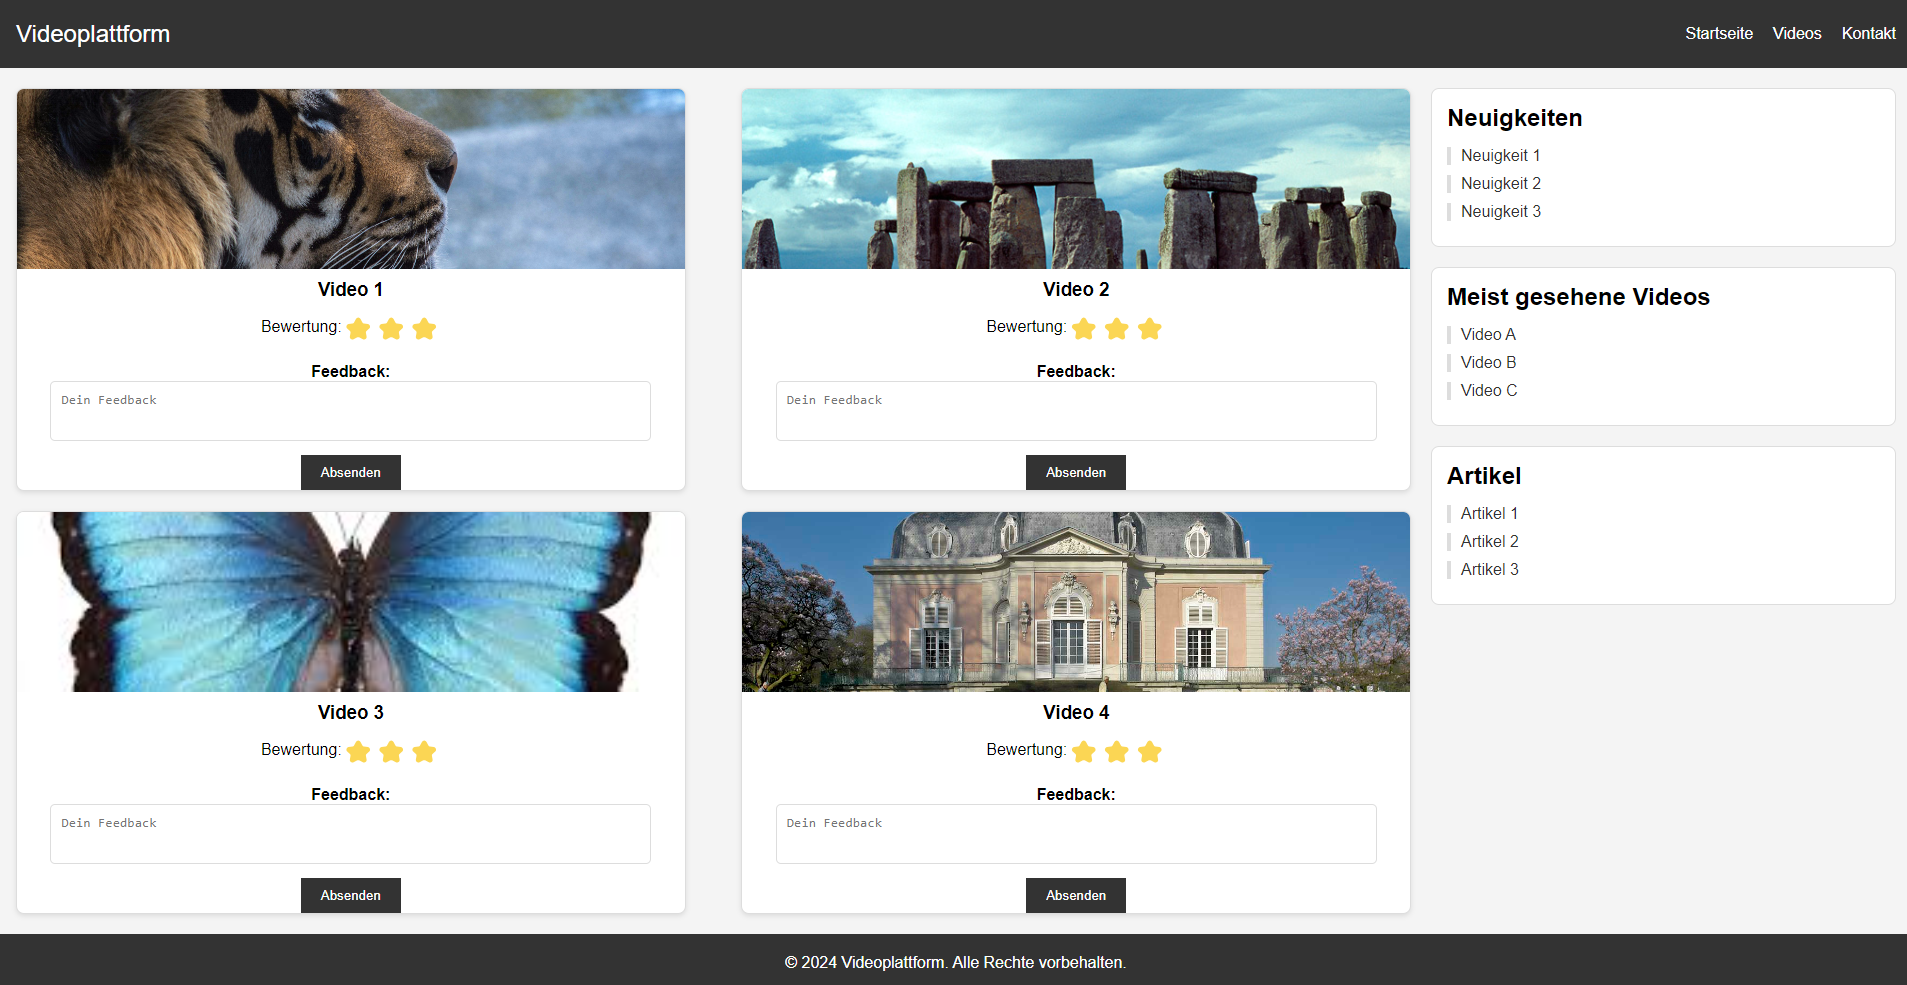 Videoplattform
Startseite Videos Kontakt
Video 1
Bewertung:
Feedback:
Dein Feedback
Absenden
Video 2
Bewertung:
Feedback:
Dein Feedback
Absenden
Video 3
Bewertung:
Feedback:
Dein Feedback
Absenden
Video 4
Bewertung:
Feedback:
Dein Feedback
Absenden
Neuigkeiten
Neuigkeit 1
Neuigkeit 2
Neuigkeit 3
Meist gesehene Videos
Video A
Video B
Video C
Artikel
Artikel 1
Artikel 2
Artikel 3
© 2024 Videoplattform. Alle Rechte vorbehalten.